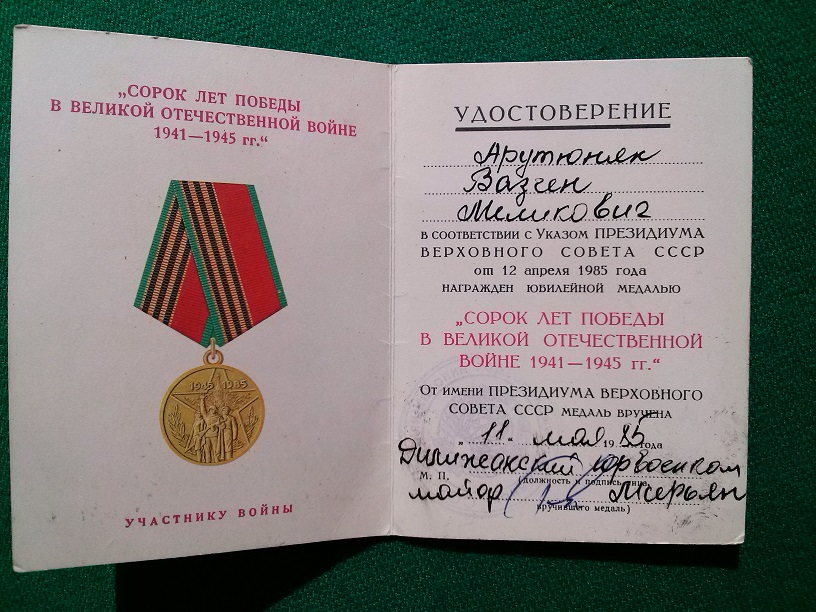 „СОРОК ЛЕТ ПОБЕДЫ
В ВЕЛИКОЙ ОТЕЧЕСТВЕННОЙ ВОЙНЕ
1941—1945 гг.“
1945 1985
УЧАСТНИКУ ВОЙНЫ
УДОСТОВЕРЕНИЕ
Арутюнян
Вазген
Меликович
в соответствии с Указом ПРЕЗИДИУМА
ВЕРХОВНОГО СОВЕТА СССР
от 12 апреля 1985 года
НАГРАЖДЕН ЮБИЛЕЙНОЙ МЕДАЛЬЮ
„СОРОК ЛЕТ ПОБЕДЫ
В ВЕЛИКОЙ ОТЕЧЕСТВЕННОЙ
ВОЙНЕ 1941—1945 гг.“
От имени ПРЕЗИДИУМА ВЕРХОВНОГО
СОВЕТА СССР МЕДАЛЬ ВРУЧЕНА
„11“ мая 1985 года
Дилижанский горвоенком
М. П. (должность и подпись лица,
майор
вручившего медаль)